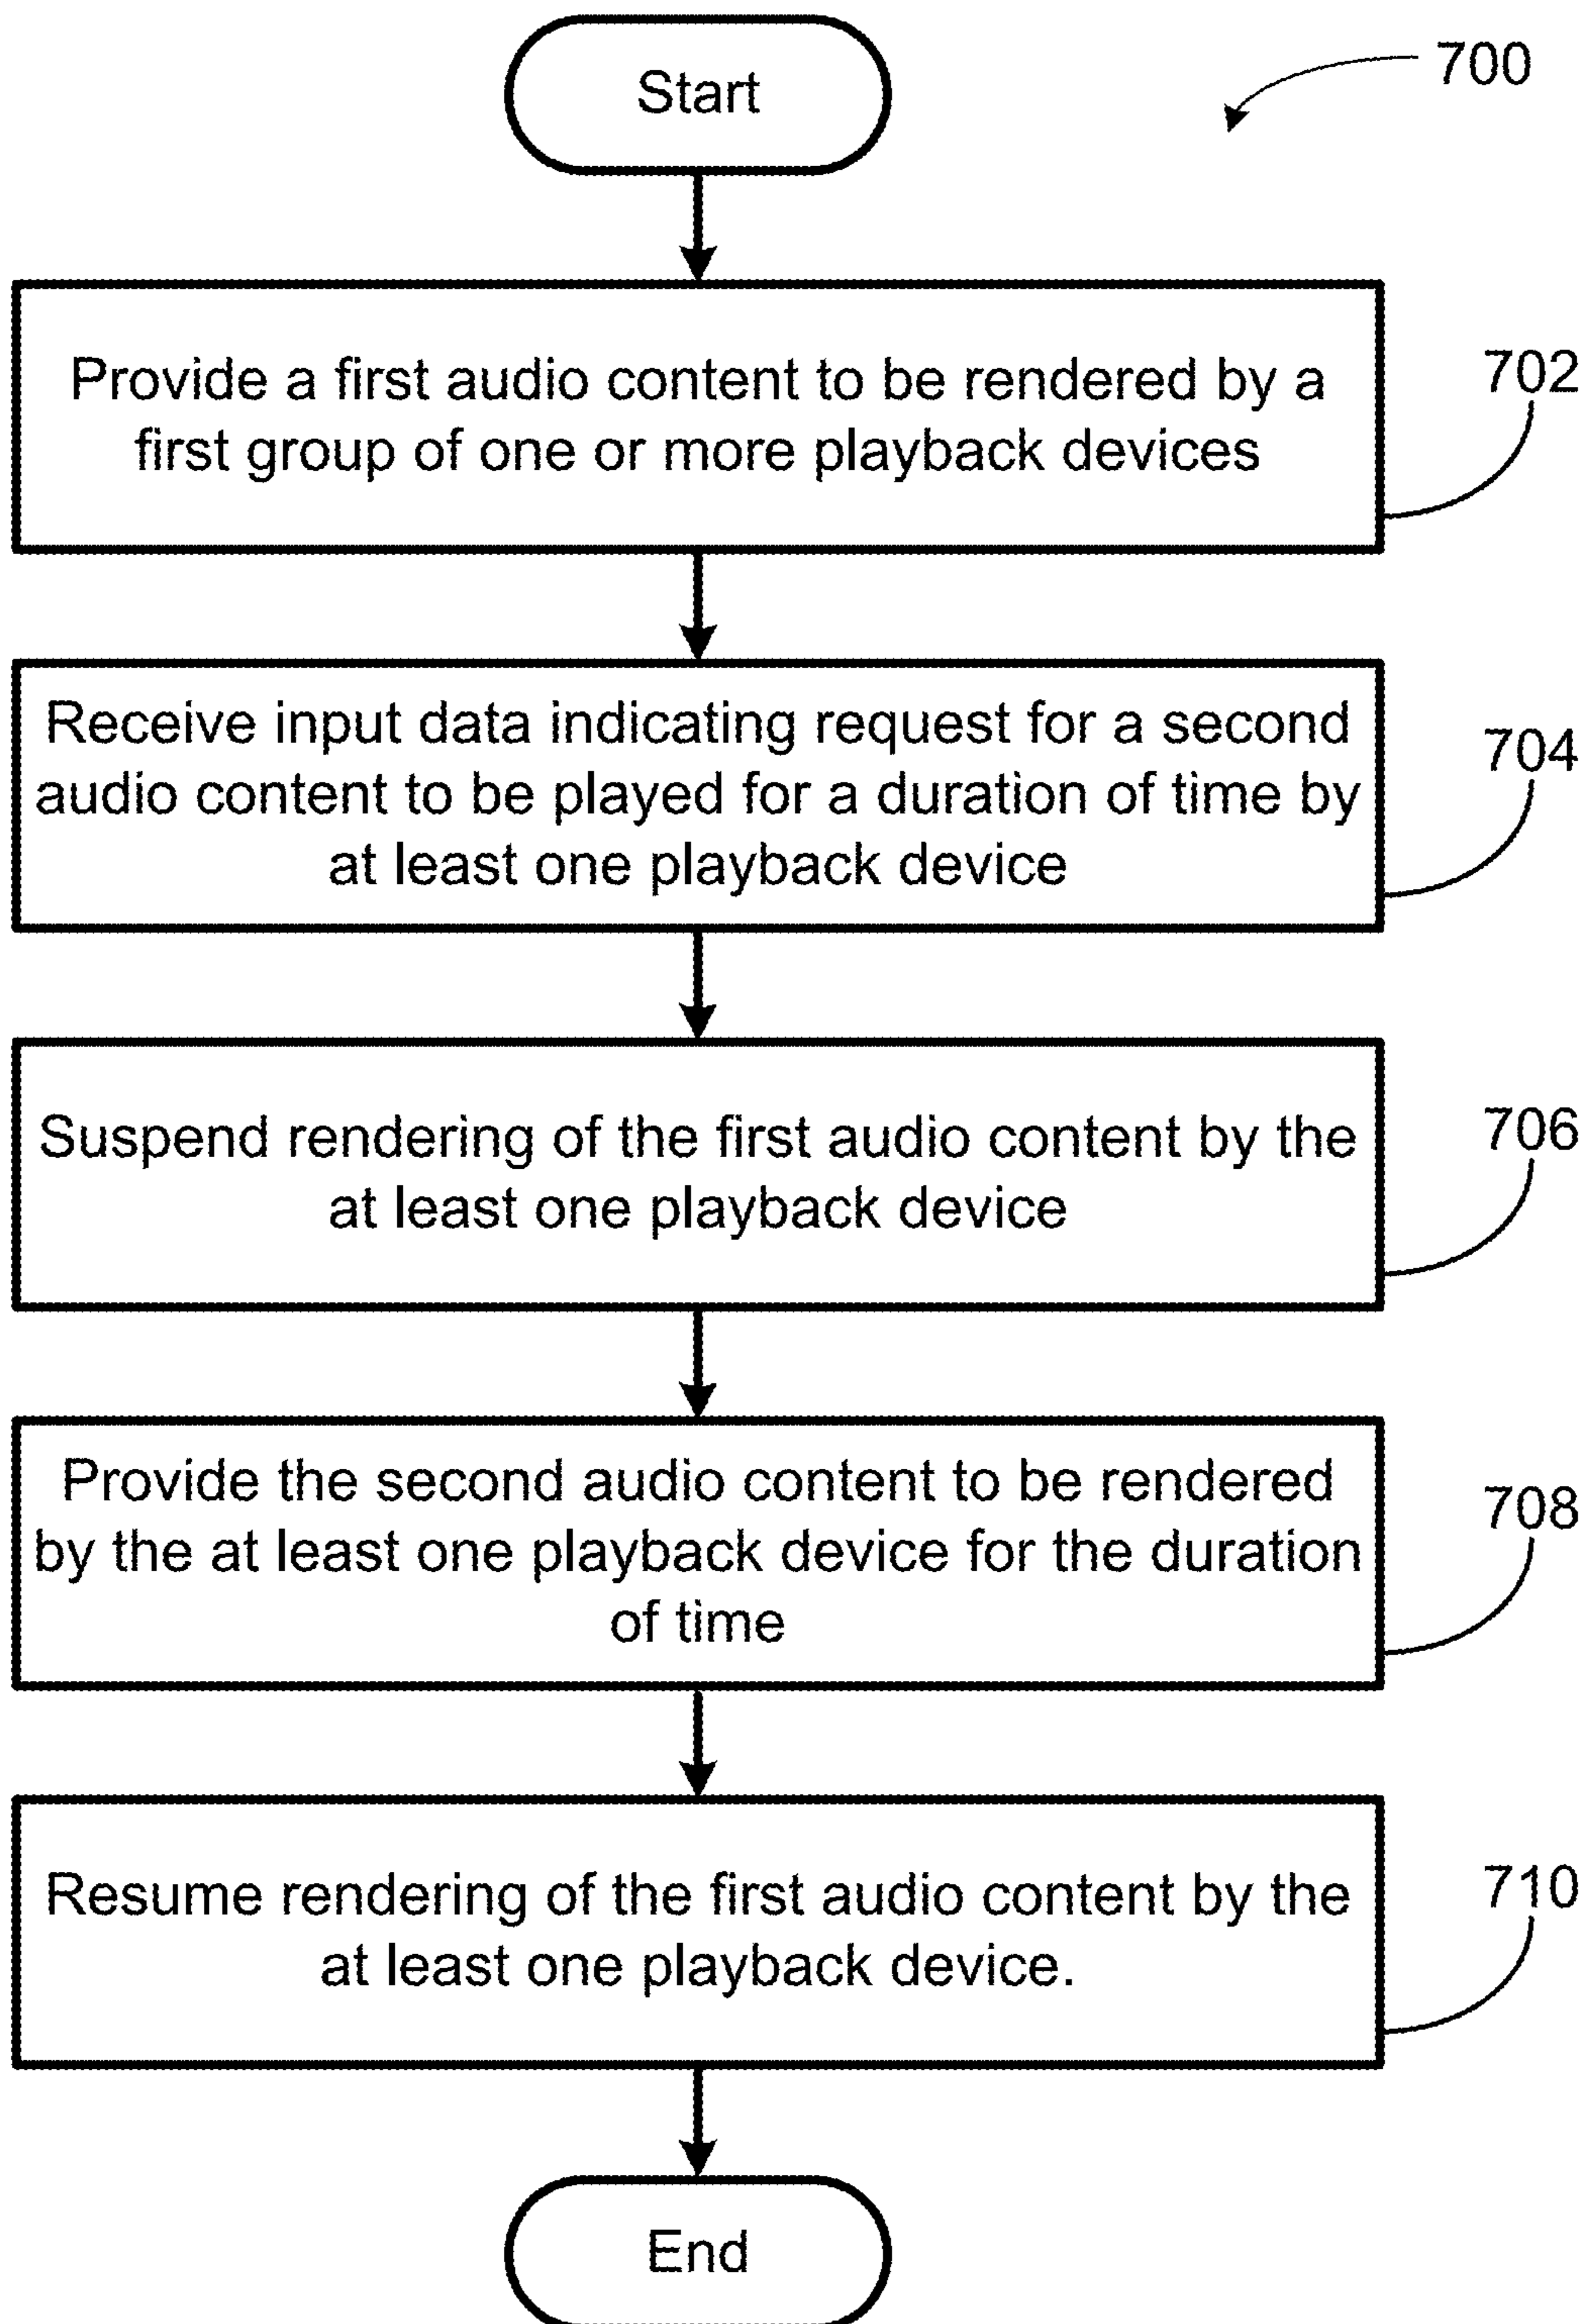 Start
700
Provide a first audio content to be rendered by a
first group of one or more playback devices
702
Receive input data indicating request for a second
audio content to be played for a duration of time by
at least one playback device
704
Suspend rendering of the first audio content by the
at least one playback device
706
Provide the second audio content to be rendered
by the at least one playback device for the duration
of time
708
Resume rendering of the first audio content by the
at least one playback device.
710
End